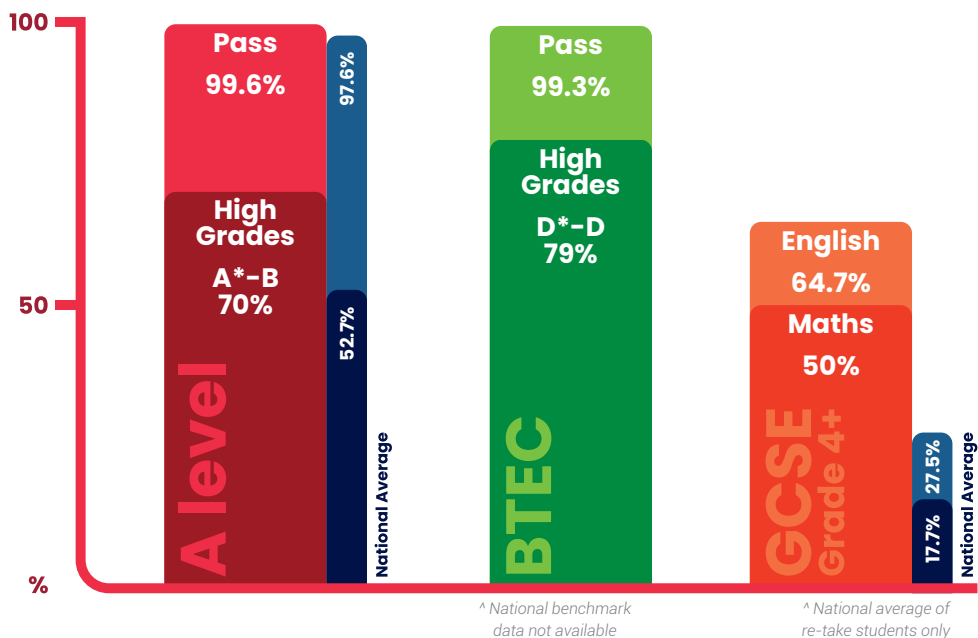 100
50
%
Pass
99.6%
High
Grades
A*-B
70%
A level
97.6%
52.7%
National Average
Pass
99.3%
High
Grades
D*-D
79%
BTEC
^ National benchmark
data not available
English
64.7%
Maths
50%
GCSE
Grade 4+
27.5%
17.7%
National Average
^ National average of
re-take students only